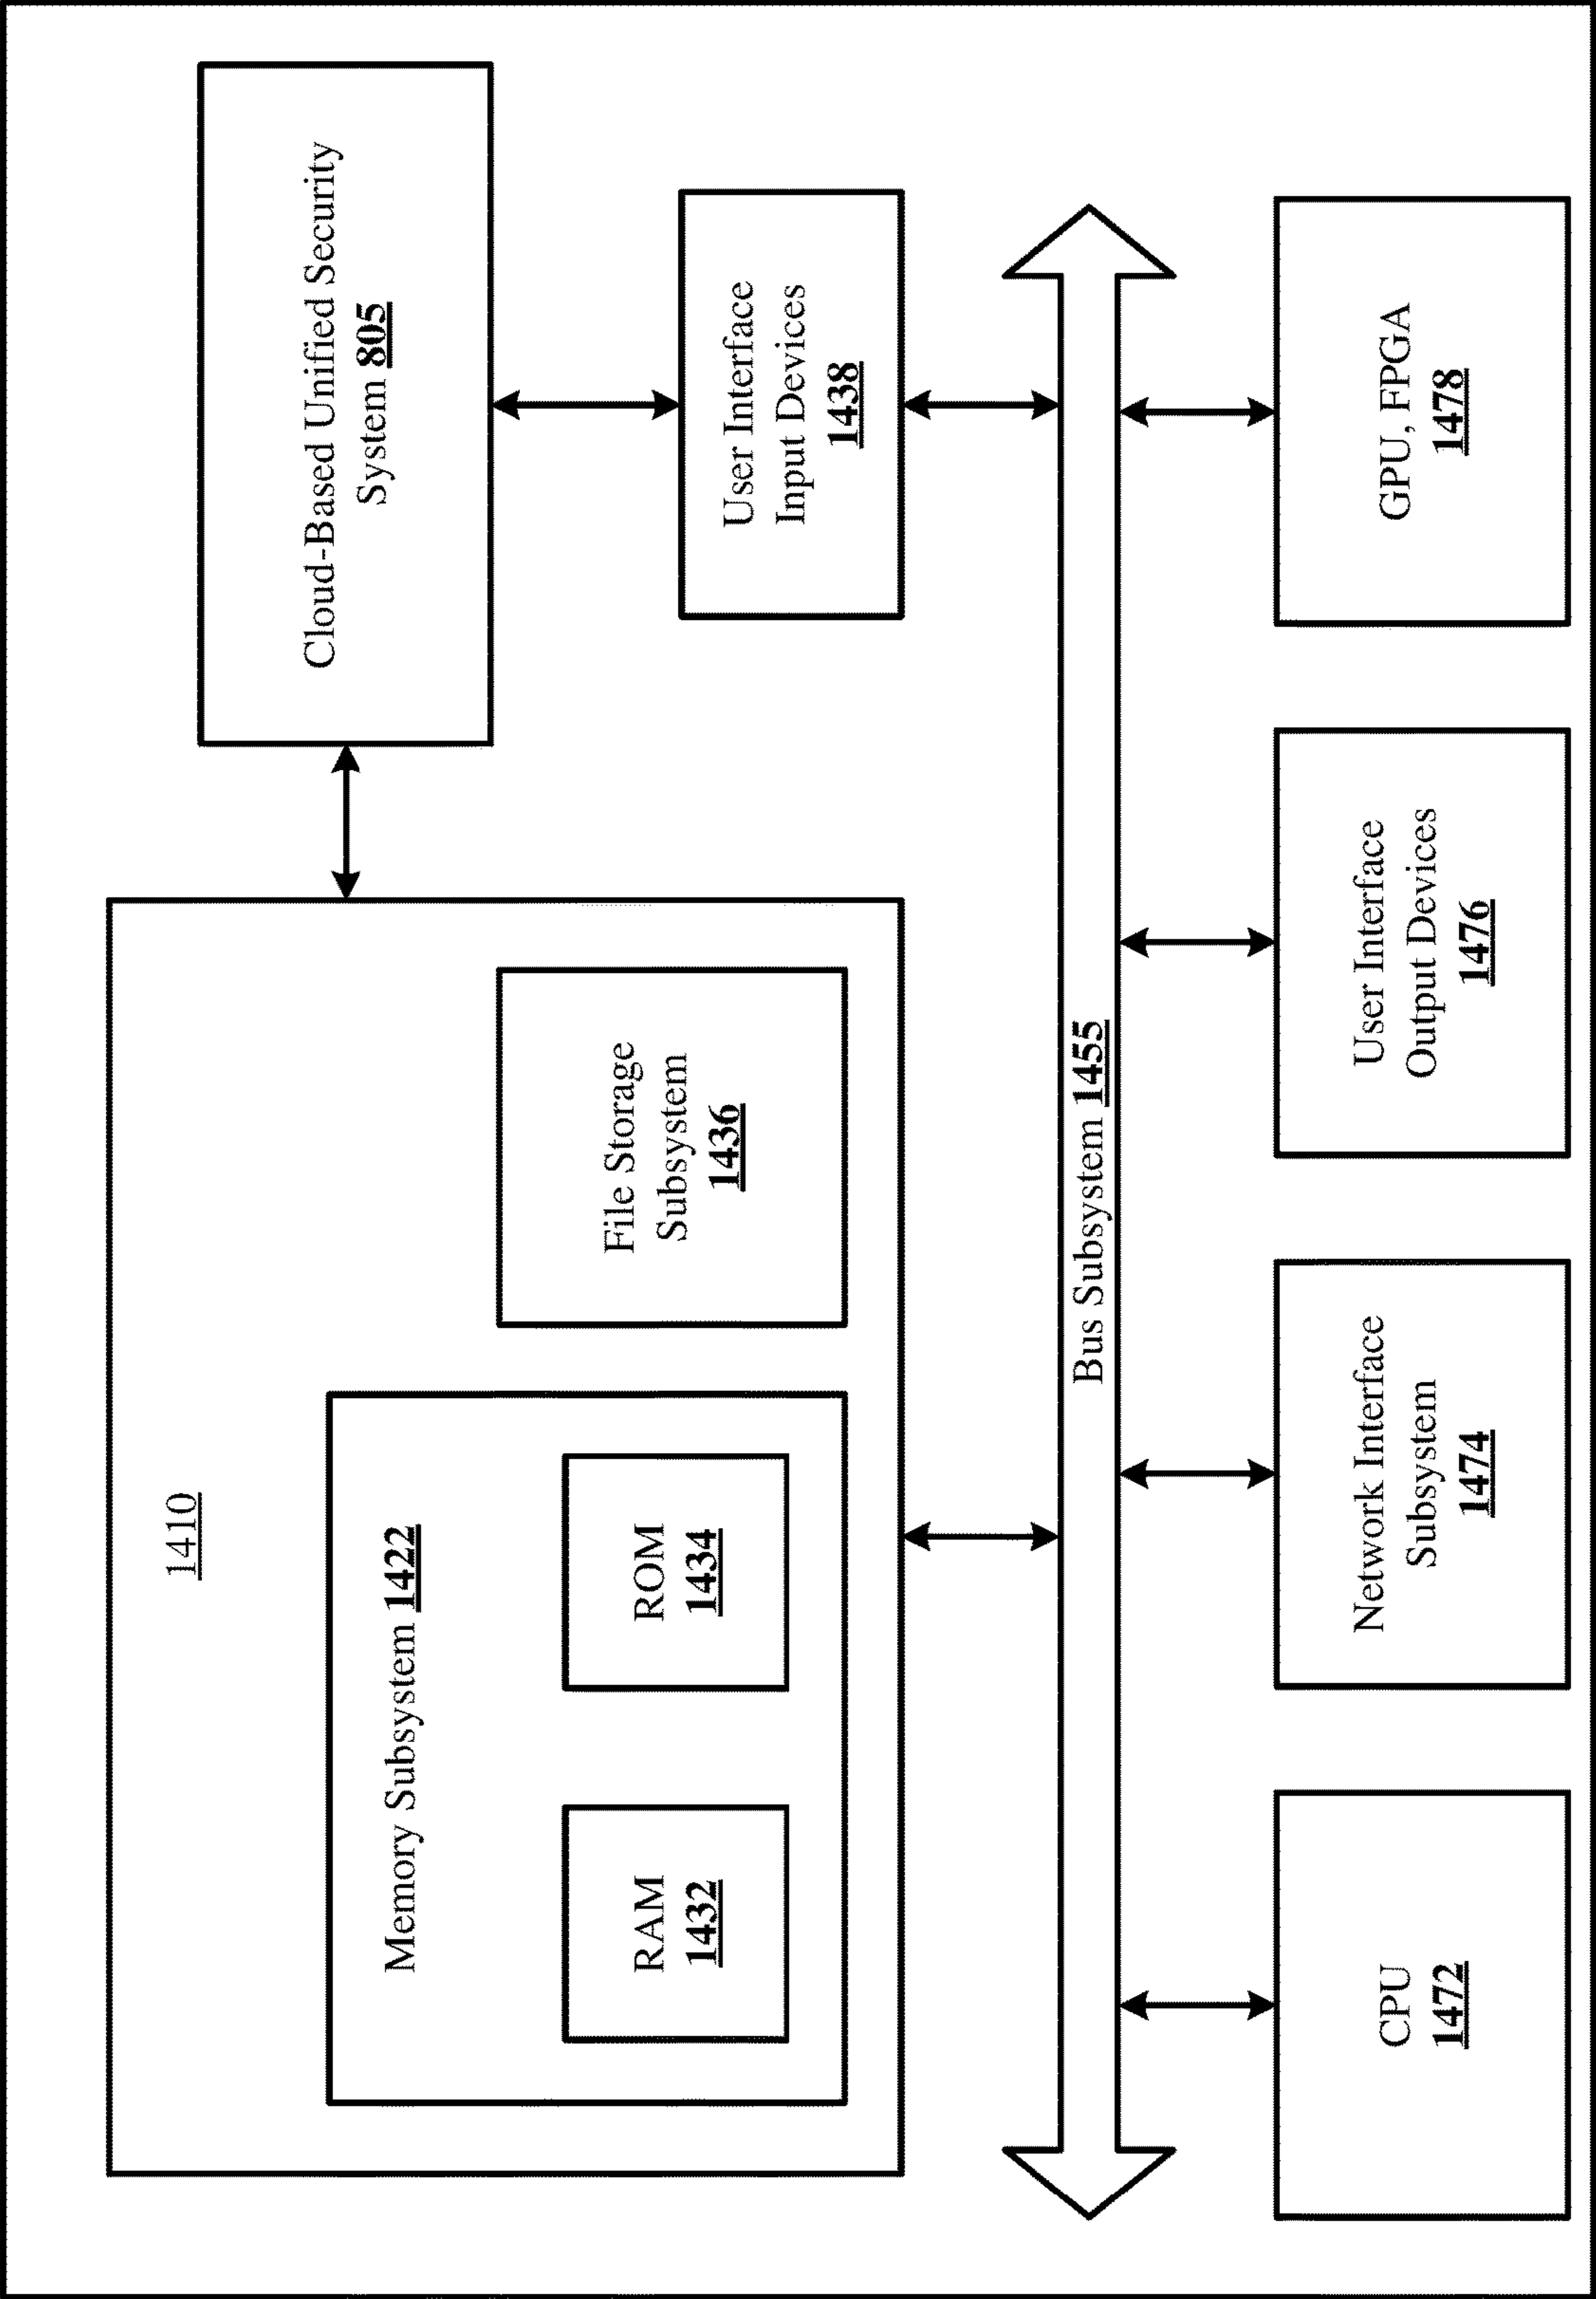 1410
Cloud-Based Unified Security
System 805
Memory Subsystem 1422
File Storage
Subsystem
1436
RAM
1432
ROM
1434
User Interface
Input Devices
1438
Bus Subsystem 1455
CPU
1472
Network Interface
Subsystem
1474
User Interface
Output Devices
1476
GPU, FPGA
1478